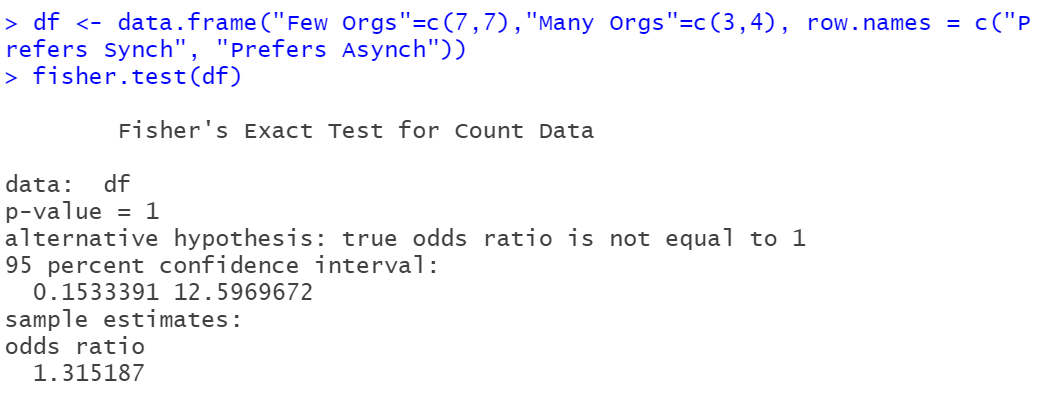 > df <- data.frame("Few Orgs"=c(7,7),"Many Orgs"=c(3,4), row.names = c("P
refers Synch", "Prefers Asynch"))
> fisher.test(df)
Fisher's Exact Test for Count Data
data:  df
p-value = 1
alternative hypothesis: true odds ratio is not equal to 1
95 percent confidence interval:
0.1533391 12.5969672
sample estimates:
odds ratio
1.315187